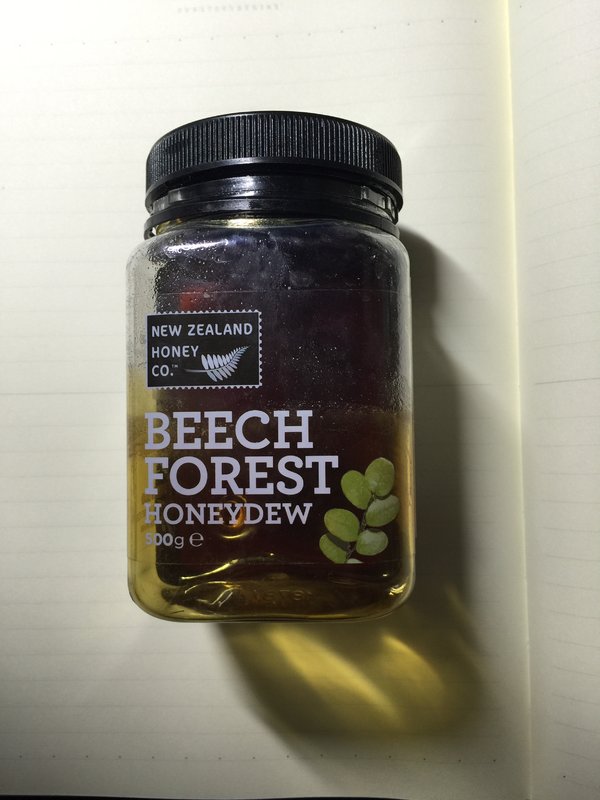 NEW ZEALAND
HONEY
CO.™
BEECH
FOREST
HONEYDEW
500g ℮